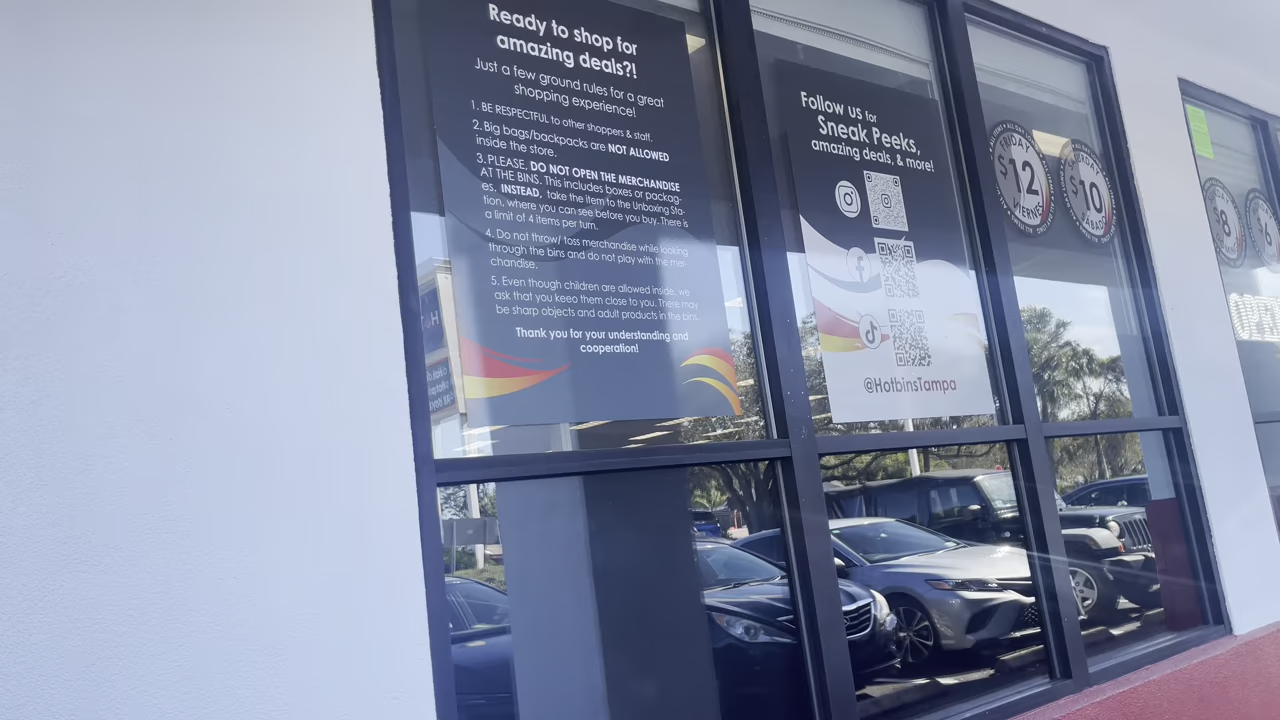 Ready to shop for
amazing deals?!
Just a few ground rules for a great
shopping experience!
1. BE RESPECTFUL to other shoppers & staff.
2. Big bags/backpacks are NOT ALLOWED
inside the store.
3. PLEASE, DO NOT OPEN THE MERCHANDISE
AT THE BINS. This includes boxes or packag-
es. INSTEAD, take the item to the Unboxing Sta-
tion, where you can see before you buy. There is
a limit of 4 items per turn.
4. Do not throw/ toss merchandise while looking
through the bins and do not play with the mer-
chandise.
5. Even though children are allowed inside, we
ask that you keeo them close to you. There may
be sharp objects and adult products in the bins.
Thank you for your understanding and
cooperation!
Follow us for
Sneak Peeks,
amazing deals, & more!
@HotbinsTampa
FRIDAY
$12
VIERNES
$10
SÁBADO
$8
$6